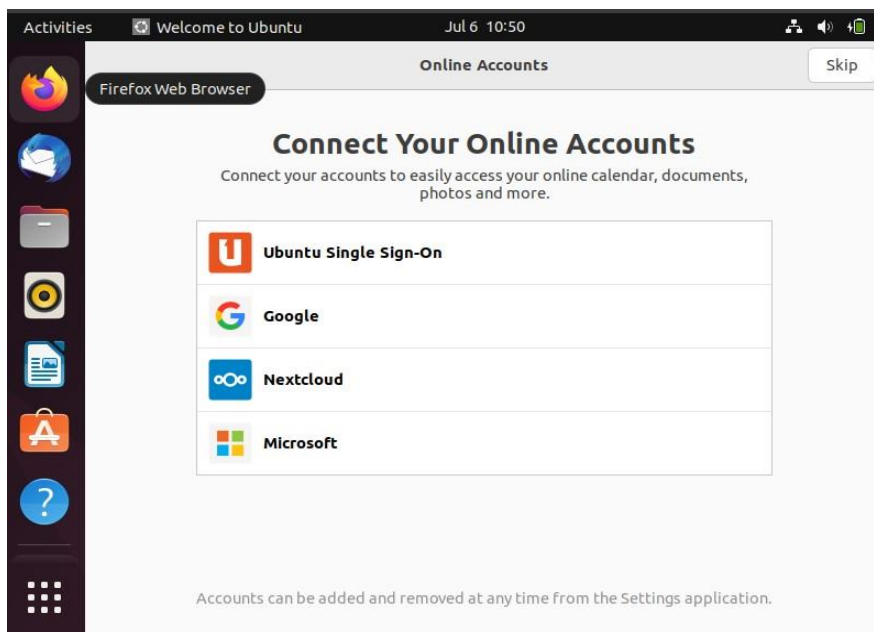 Activities Welcome to Ubuntu Jul 6 10:50
Online Accounts Skip
Firefox Web Browser
Connect Your Online Accounts
Connect your accounts to easily access your online calendar, documents,
photos and more.
Ubuntu Single Sign-On
Google
Nextcloud
Microsoft
Accounts can be added and removed at any time from the Settings application.